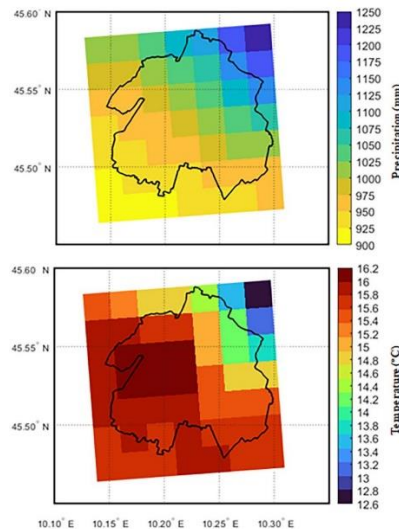 45.60° N
45.55° N
45.50° N
1250
1225
1200
1175
1150
1125
1100
1075
1050
1025
1000
975
950
925
900
Precipitation (mm)
45.60° N
45.55° N
45.50° N
10.10° E
10.15° E
10.20° E
10.25° E
10.30° E
16.2
16
15.8
15.6
15.4
15.2
15
14.8
14.6
14.4
14.2
14
13.8
13.6
13.4
13.2
13
12.8
12.6
Temperature (°C)